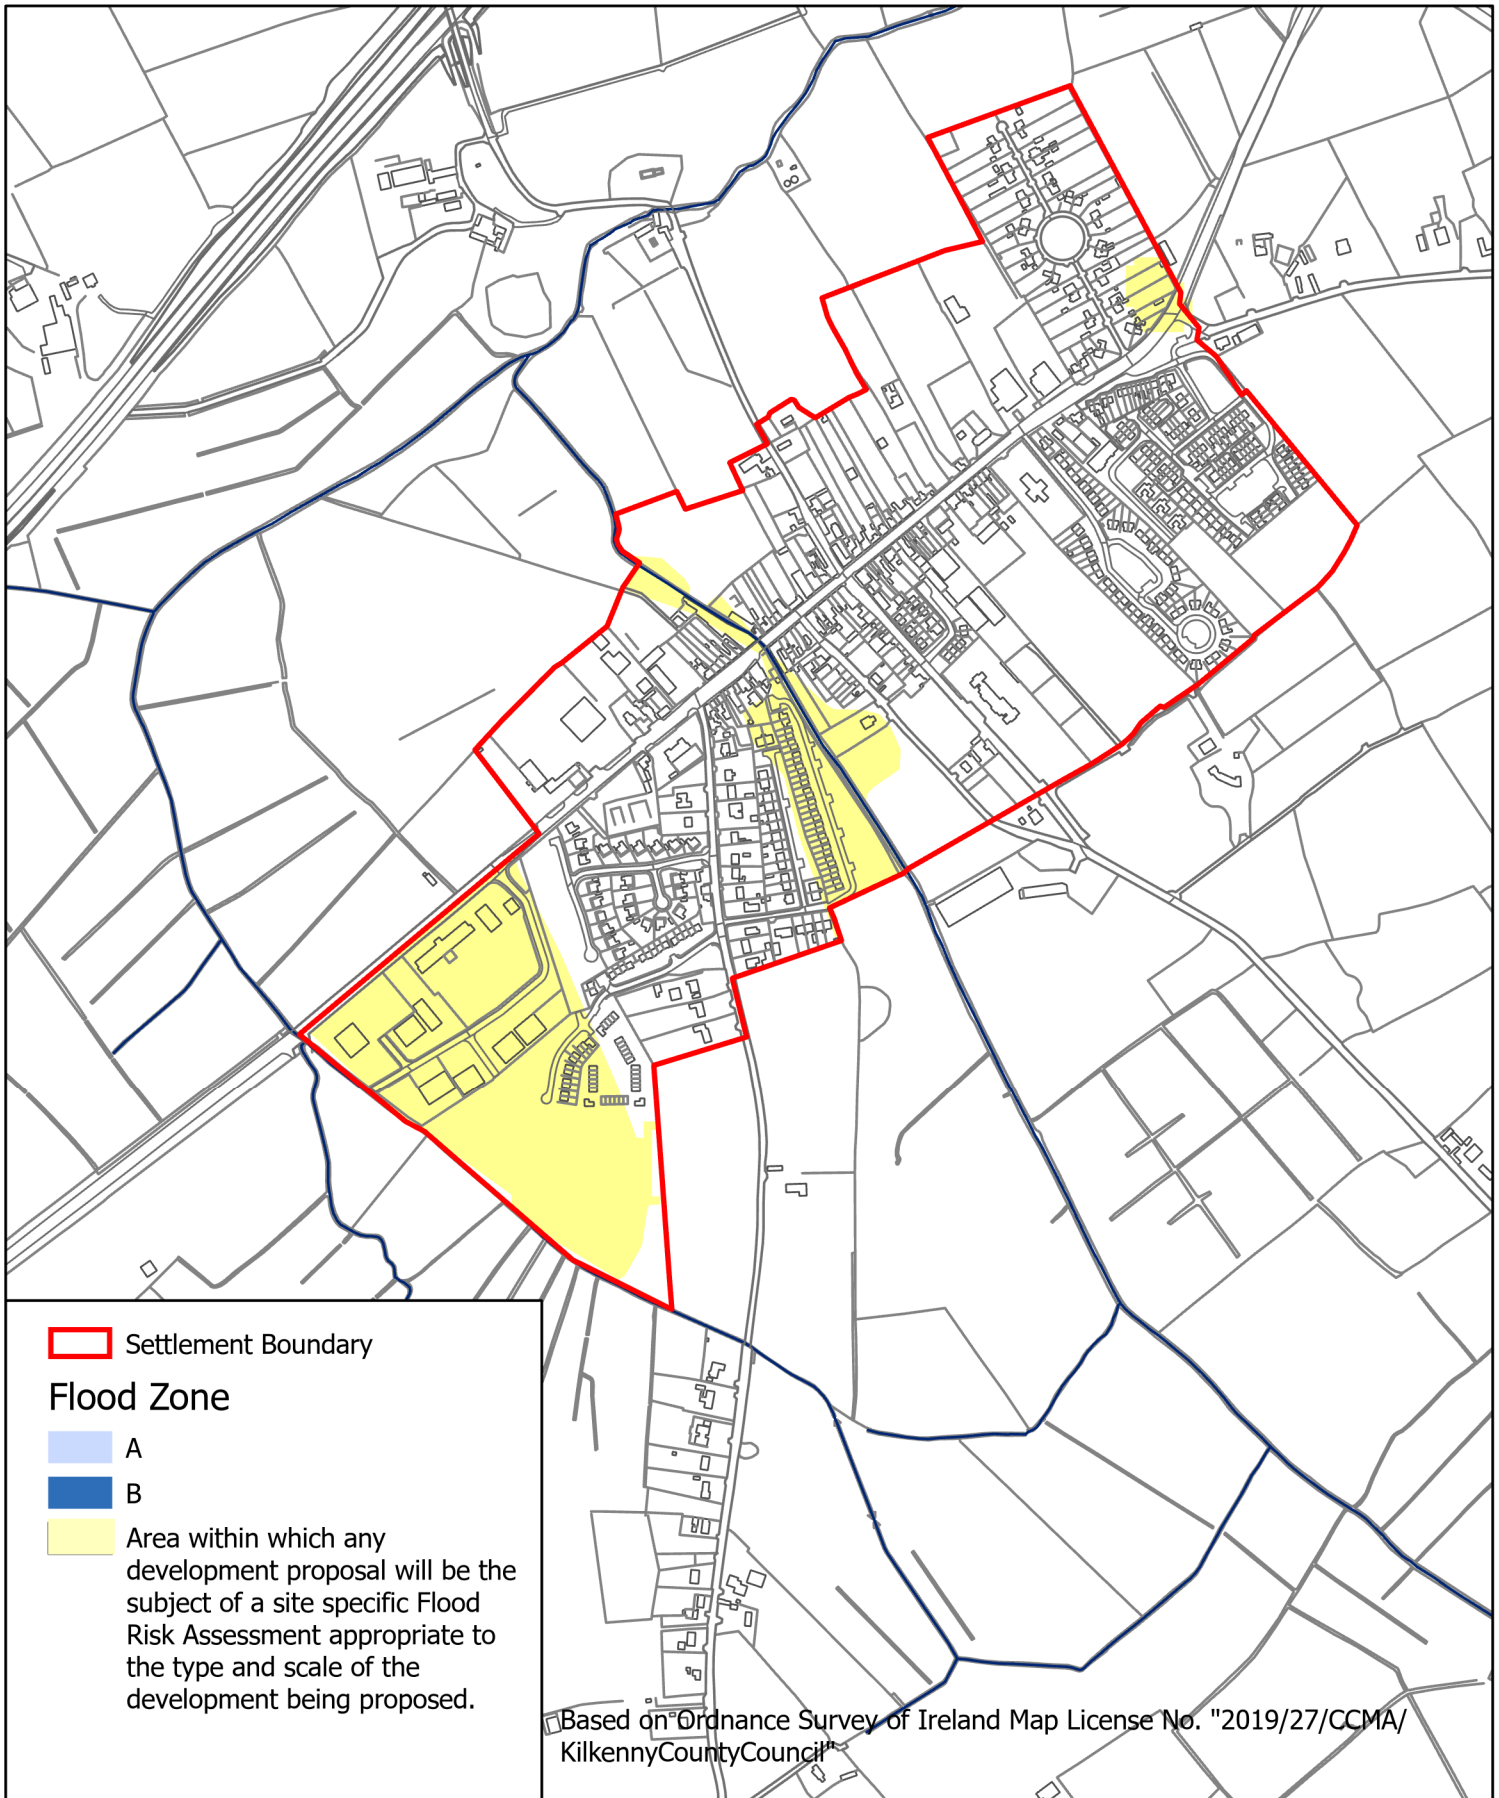 Settlement Boundary
Flood Zone
A
B
Area within which any
development proposal will be the
subject of a site specific Flood
Risk Assessment appropriate to
the type and scale of the
development being proposed.
Based on Ordnance Survey of Ireland Map License No. "2019/27/CCMA/
KilkennyCountyCouncil"